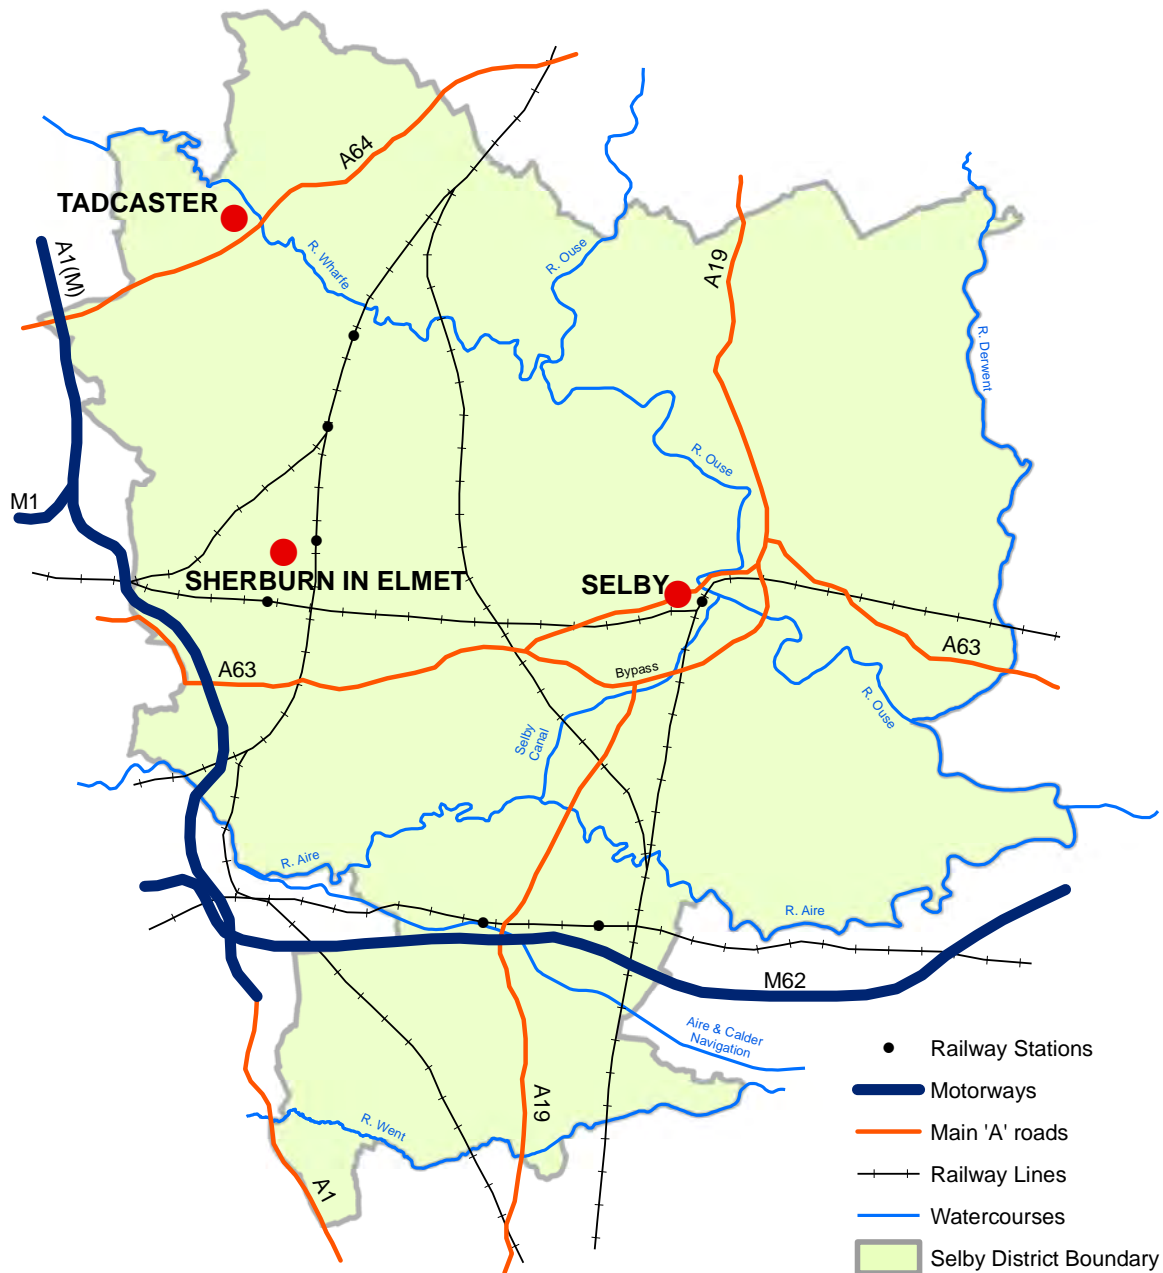 A64
TADCASTER
A1(M)
R. Wharfe
R. Ouse
A19
R. Derwent
R. Ouse
M1
SHERBURN IN ELMET
SELBY
A63
Bypass
A63
R. Ouse
Selby
Canal
R. Aire
R. Aire
M62
Aire & Calder
Navigation
A19
R. Went
A1
Railway Stations
Motorways
Main 'A' roads
Railway Lines
Watercourses
Selby District Boundary